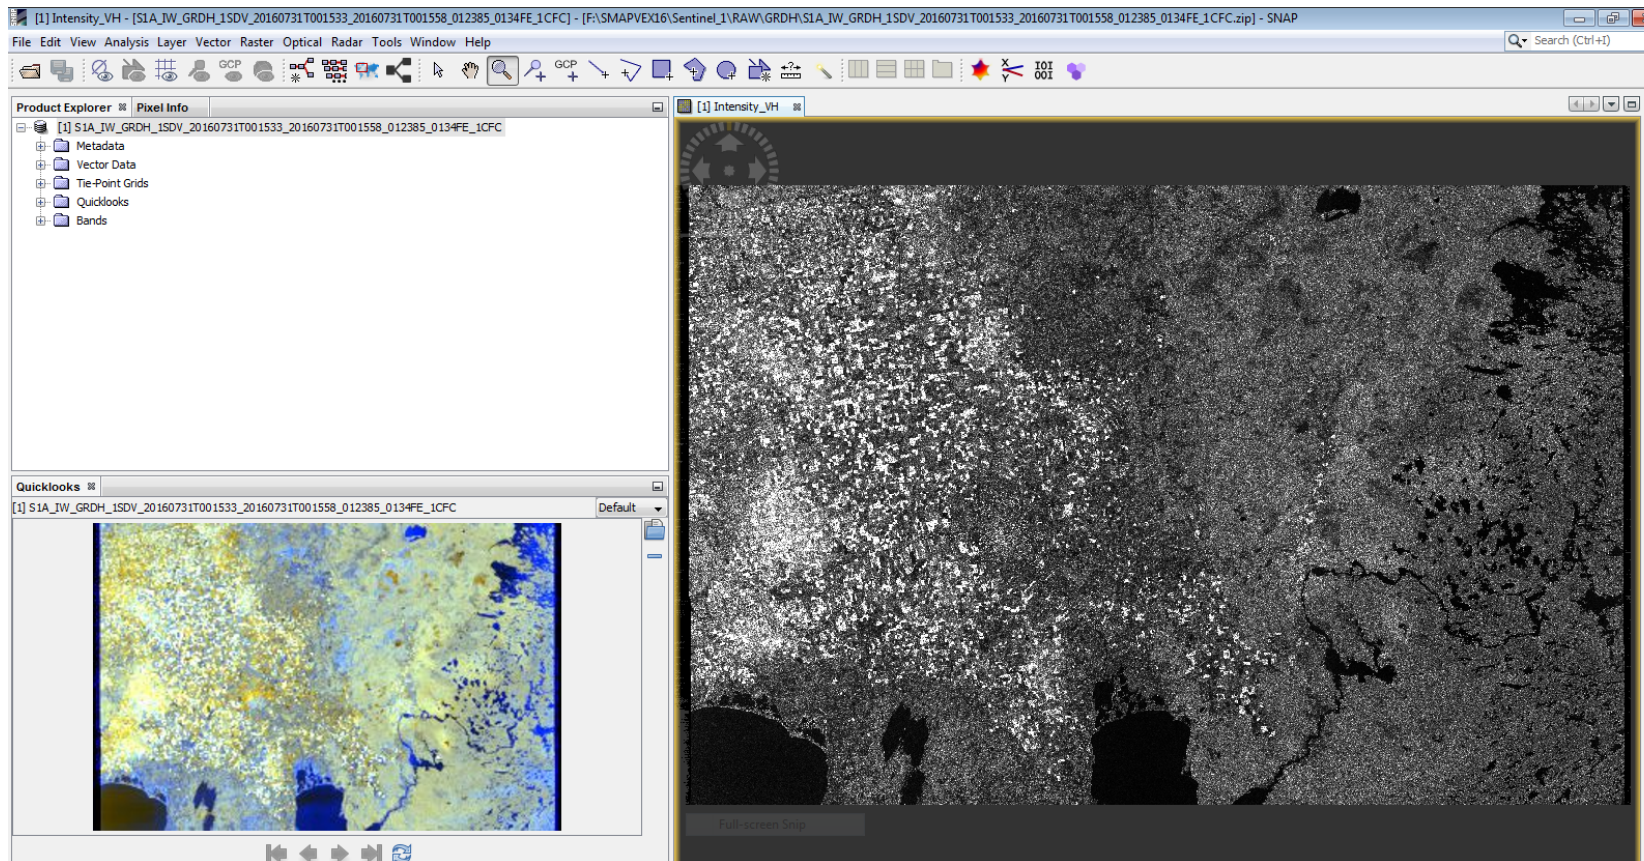 [1] Intensity_VH - [S1A_IW_GRDH_1SDV_20160731T001533_20160731T001558_012385_0134FE_1CFC] - [F:\SMAPVEX16\Sentinel_1\RAW\GRDH\S1A_IW_GRDH_1SDV_20160731T001533_20160731T001558_012385_0134FE_1CFC.zip] - SNAP
File Edit View Analysis Layer Vector Raster Optical Radar Tools Window Help
Search (Ctrl+I)
GCP GCP X Y IOI OOI
Product Explorer Pixel Info
[1] S1A_IW_GRDH_1SDV_20160731T001533_20160731T001558_012385_0134FE_1CFC
Metadata
Vector Data
Tie-Point Grids
Quicklooks
Bands
Quicklooks
[1] S1A_IW_GRDH_1SDV_20160731T001533_20160731T001558_012385_0134FE_1CFC Default
[1] Intensity_VH
Full-screen Snip